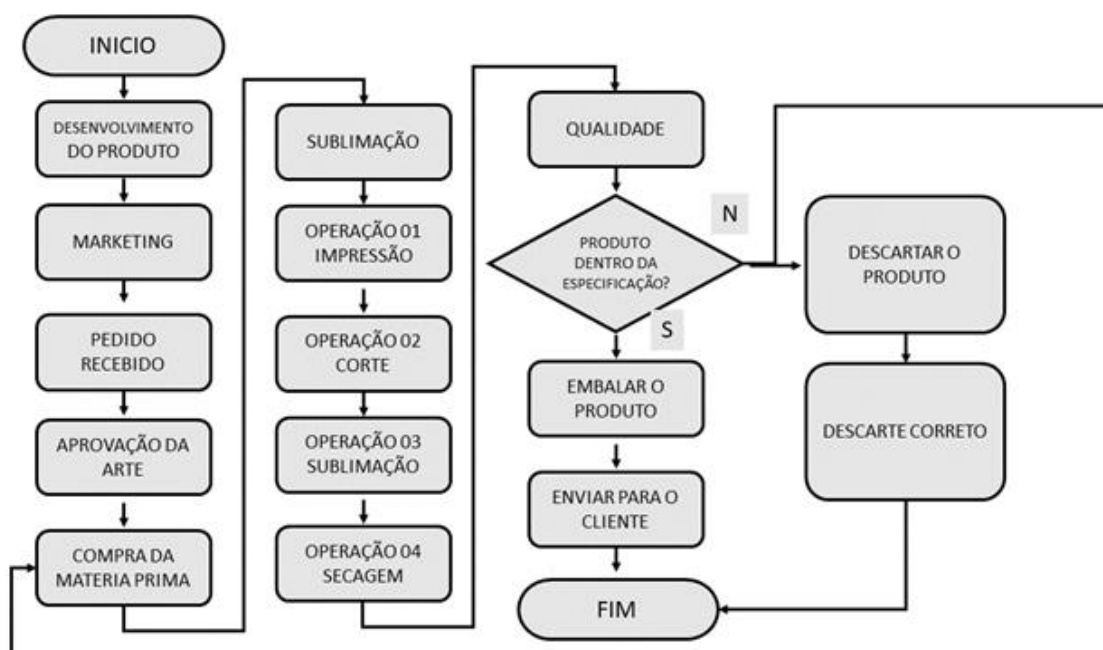 INICIO
DESENVOLVIMENTO
DO PRODUTO
MARKETING
PEDIDO
RECEBIDO
APROVAÇÃO DA
ARTE
COMPRA DA
MATERIA PRIMA
SUBLIMAÇÃO
OPERAÇÃO 01
IMPRESSÃO
OPERAÇÃO 02
CORTE
OPERAÇÃO 03
SUBLIMAÇÃO
OPERAÇÃO 04
SECAGEM
QUALIDADE
PRODUTO
DENTRO DA
ESPECIFICAÇÃO?
N
S
EMBALAR O
PRODUTO
ENVIAR PARA O
CLIENTE
FIM
DESCARTAR O
PRODUTO
DESCARTE CORRETO